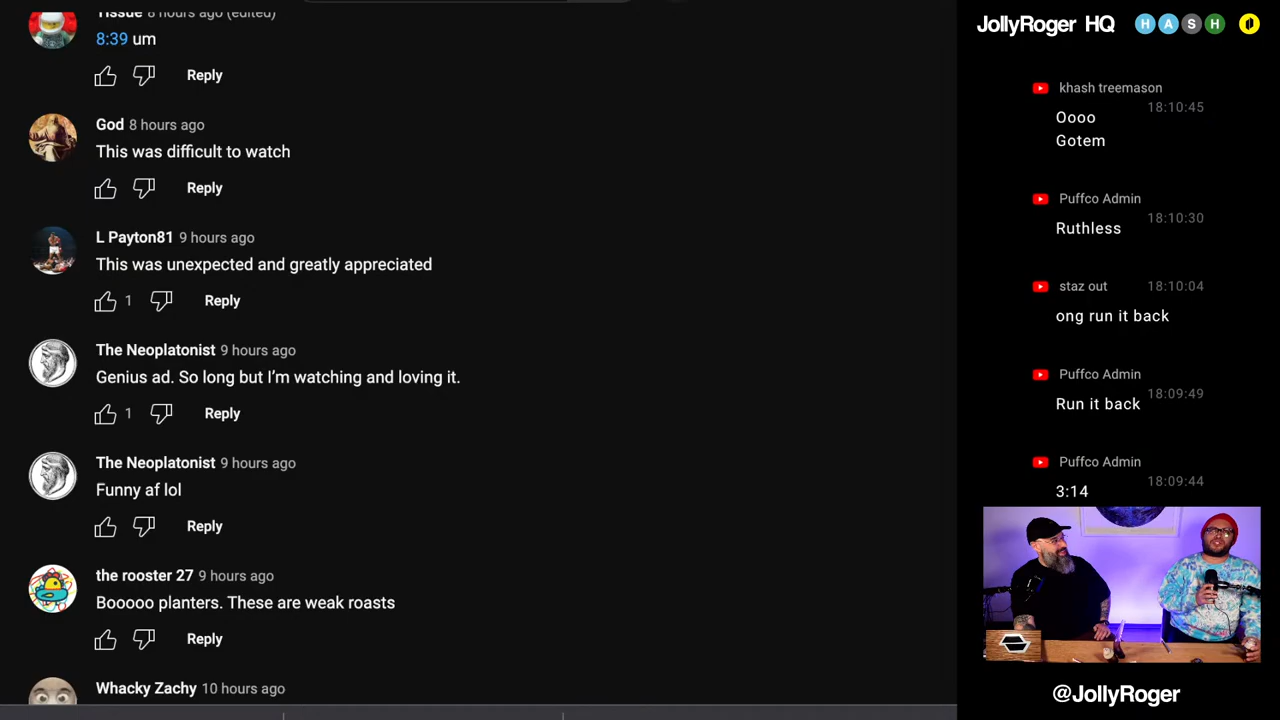 Tissue 8 hours ago (edited)
8:39 um
Reply
God 8 hours ago
This was difficult to watch
Reply
L Payton81 9 hours ago
This was unexpected and greatly appreciated
1 Reply
The Neoplatonist 9 hours ago
Genius ad. So long but I’m watching and loving it.
1 Reply
The Neoplatonist 9 hours ago
Funny af lol
Reply
the rooster 27 9 hours ago
Booooo planters. These are weak roasts
Reply
Whacky Zachy 10 hours ago
JollyRoger HQ H A S H
khash treemason
18:10:45
Oooo
Gotem
Puffco Admin
18:10:30
Ruthless
staz out 18:10:04
ong run it back
Puffco Admin
18:09:49
Run it back
Puffco Admin
18:09:44
3:14
@JollyRoger